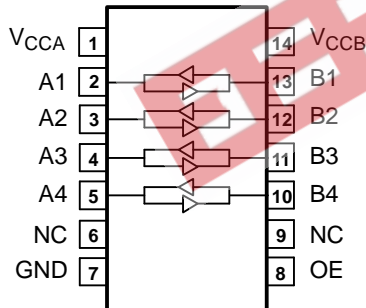 VCCA 1 14 VCCB
A1 2 13 B1
A2 3 12 B2
A3 4 11 B3
A4 5 10 B4
NC 6 9 NC
GND 7 8 OE